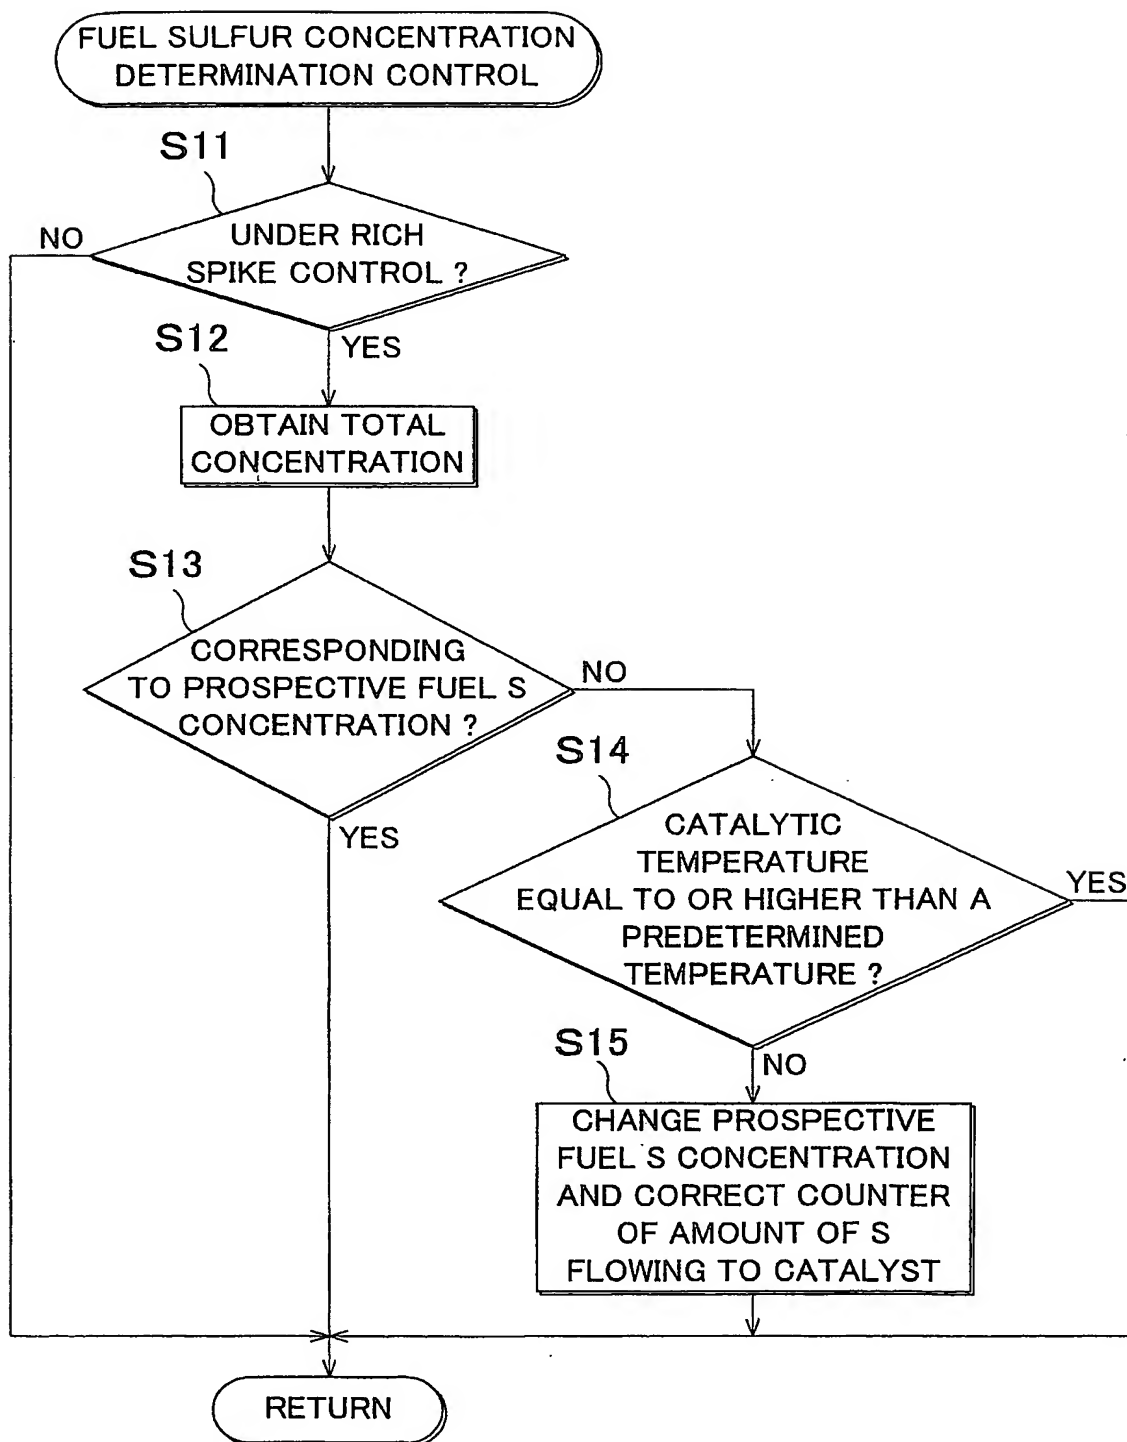 FUEL SULFUR CONCENTRATION
DETERMINATION CONTROL
S11
NO
UNDER RICH
SPIKE CONTROL ?
S12
YES
OBTAIN TOTAL
CONCENTRATION
S13
CORRESPONDING
TO PROSPECTIVE FUEL S
CONCENTRATION ?
NO
S14
YES
CATALYTIC
TEMPERATURE
EQUAL TO OR HIGHER THAN A
PREDETERMINED
TEMPERATURE ?
YES
S15
NO
CHANGE PROSPECTIVE
FUEL S CONCENTRATION
AND CORRECT COUNTER
OF AMOUNT OF S
FLOWING TO CATALYST
RETURN